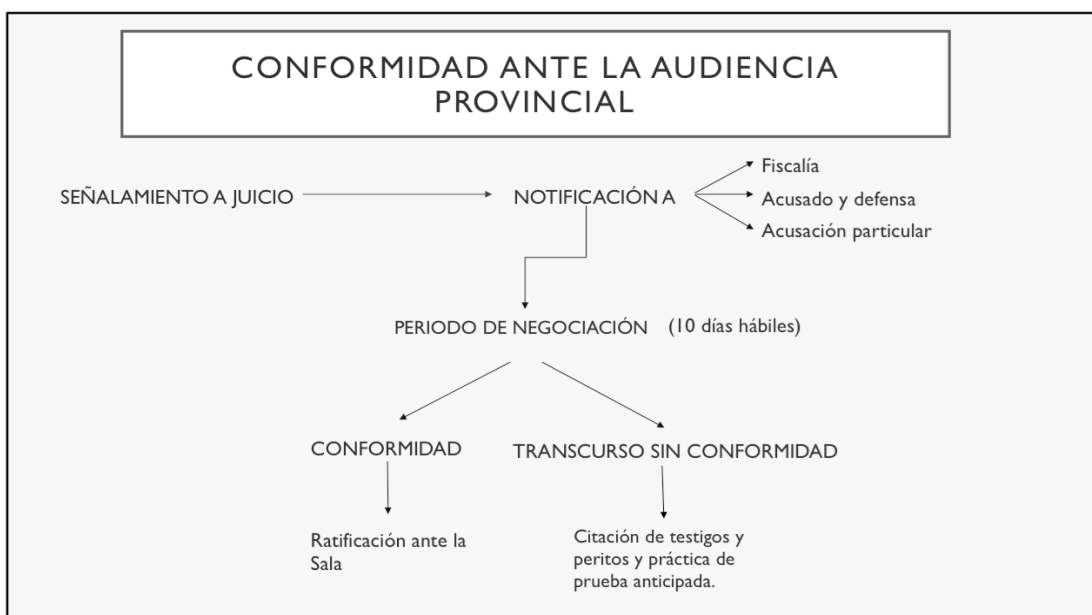 CONFORMIDAD ANTE LA AUDIENCIA
PROVINCIAL
SEÑALAMIENTO A JUICIO
NOTIFICACIÓN A
Fiscalía
Acusado y defensa
Acusación particular
PERIODO DE NEGOCIACIÓN (10 días hábiles)
CONFORMIDAD
TRANSCURSO SIN CONFORMIDAD
Ratificación ante la
Sala
Citación de testigos y
peritos y práctica de
prueba anticipada.